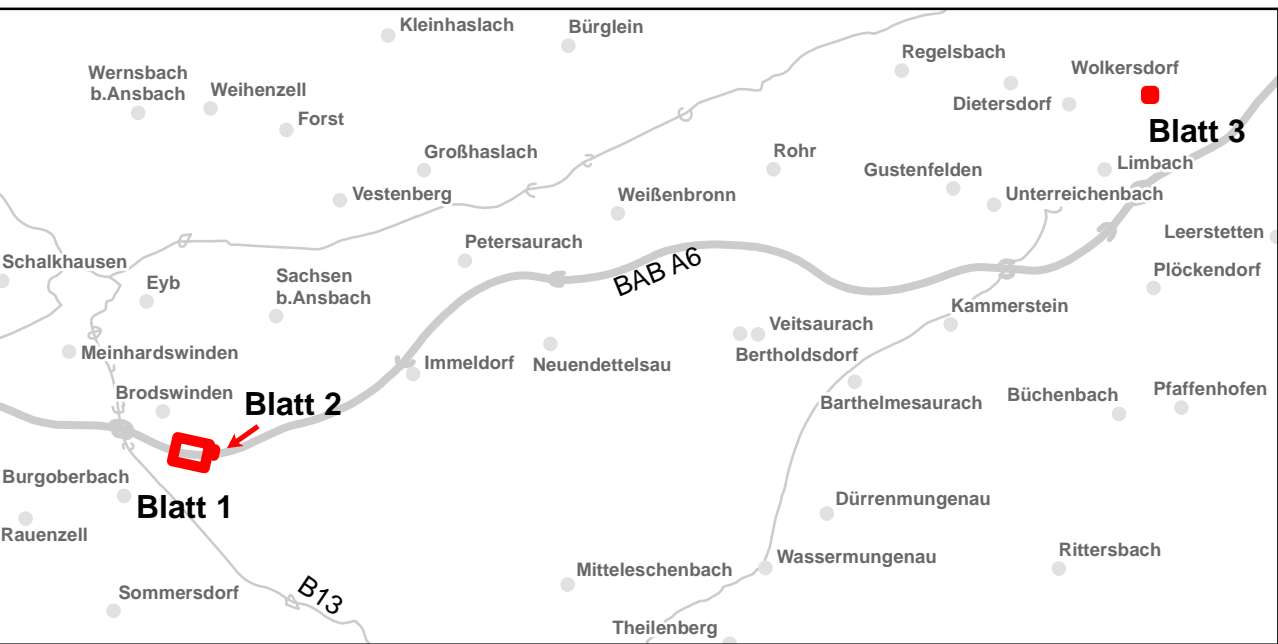 Kleinhaslach
Bürglein
Regelsbach
Wolkersdorf
Wernsbach
b.Ansbach
Weihenzell
Forst
Dietersdorf
Blatt 3
Großhaslach
Rohr
Gustenfelden
Limbach
Vestenberg
Weißenbronn
Unterreichenbach
Leerstetten
Petersaurach
Schalkhausen
Eyb
Sachsen
b.Ansbach
BAB A6
Plöckendorf
Kammerstein
Veitsaurach
Bertholdsdorf
Meinhardswinden
Immeldorf
Neuendettelsau
Brodswinden
Blatt 2
Barthelmesaurach
Büchenbach
Pfaffenhofen
Burgoberbach
Blatt 1
Rauenzell
Dürrenmungenau
Wassermungenau
Rittersbach
Mitteleschenbach
Sommersdorf
B13
Theilenberg